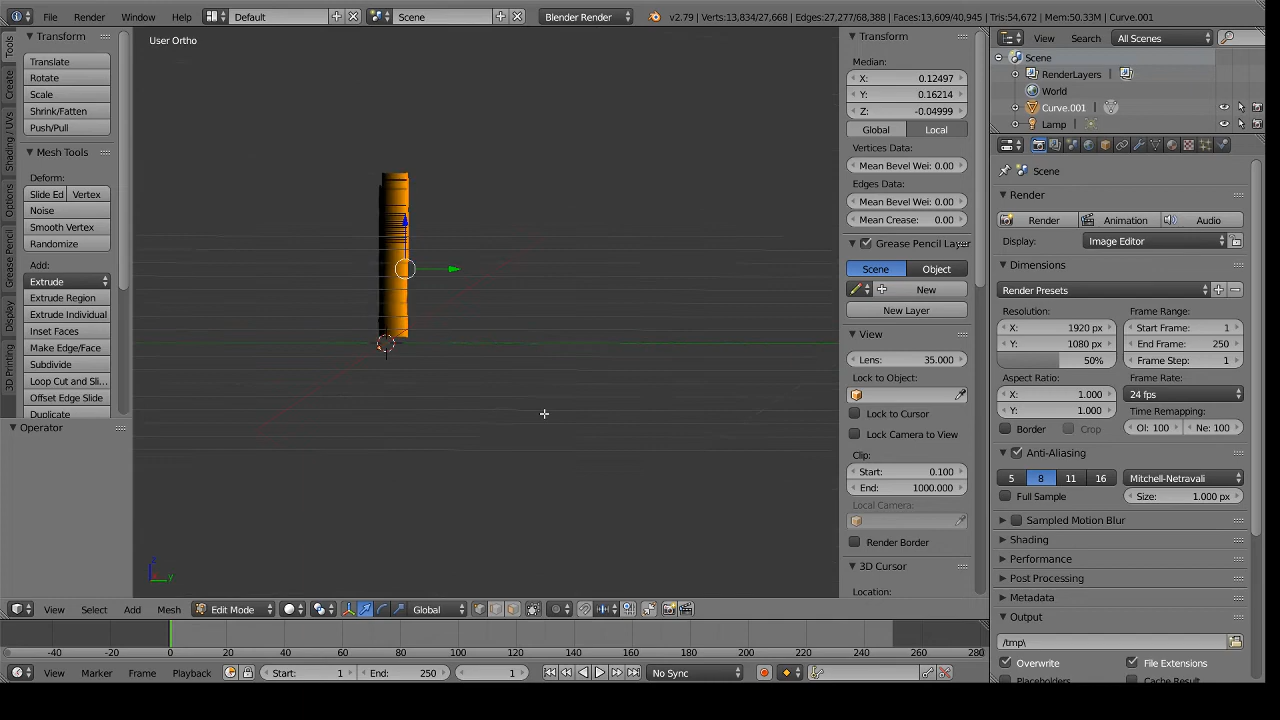 File Render Window Help Default Scene Blender Render v2.79 | Verts:13,834/27,668 | Edges:27,277/68,388 | Faces:13,609/40,945 | Tris:54,672 | Mem:50.33M | Curve.001
Tools
Create
Shading / UVs
Options
Grease Pencil
Display
3D Printing
Transform
Translate
Rotate
Scale
Shrink/Fatten
Push/Pull
Mesh Tools
Deform:
Slide Ed Vertex
Noise
Smooth Vertex
Randomize
Add:
Extrude
Extrude Region
Extrude Individual
Inset Faces
Make Edge/Face
Subdivide
Loop Cut and Sli...
Offset Edge Slide
Duplicate
Operator
User Ortho
z
y
Transform
Median:
X: 0.12497
Y: 0.16214
Z: -0.04999
Global Local
Vertices Data:
Mean Bevel Wei: 0.00
Edges Data:
Mean Bevel Wei: 0.00
Mean Crease: 0.00
Grease Pencil Layer
Scene Object
New
New Layer
View
Lens: 35.000
Lock to Object:
Lock to Cursor
Lock Camera to View
Clip:
Start: 0.100
End: 1000.000
Local Camera:
Render Border
3D Cursor
Location:
View Search All Scenes
Scene
RenderLayers
World
Curve.001
Lamp
Scene
Render
Render Animation Audio
Display: Image Editor
Dimensions
Render Presets
Resolution: Frame Range:
X: 1920 px Start Frame: 1
Y: 1080 px End Frame: 250
50% Frame Step: 1
Aspect Ratio: Frame Rate:
X: 1.000 24 fps
Y: 1.000 Time Remapping:
Border Crop Ol: 100 Ne: 100
Anti-Aliasing
5 8 11 16 Mitchell-Netravali
Full Sample Size: 1.000 px
Sampled Motion Blur
Shading
Performance
Post Processing
Metadata
Output
/tmp\
Overwrite File Extensions
Placeholders Cache Result
View Select Add Mesh Edit Mode Global
-40 -20 0 20 40 60 80 100 120 140 160 180 200 220 240 260 280
View Marker Frame Playback Start: 1 End: 250 1 No Sync